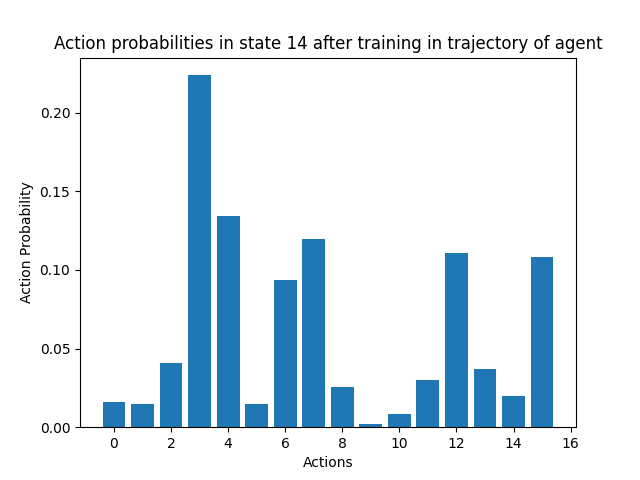 Action probabilities in state 14 after training in trajectory of agent
Action Probability
0.20
0.15
0.10
0.05
0.00
0 2 4 6 8 10 12 14 16
Actions